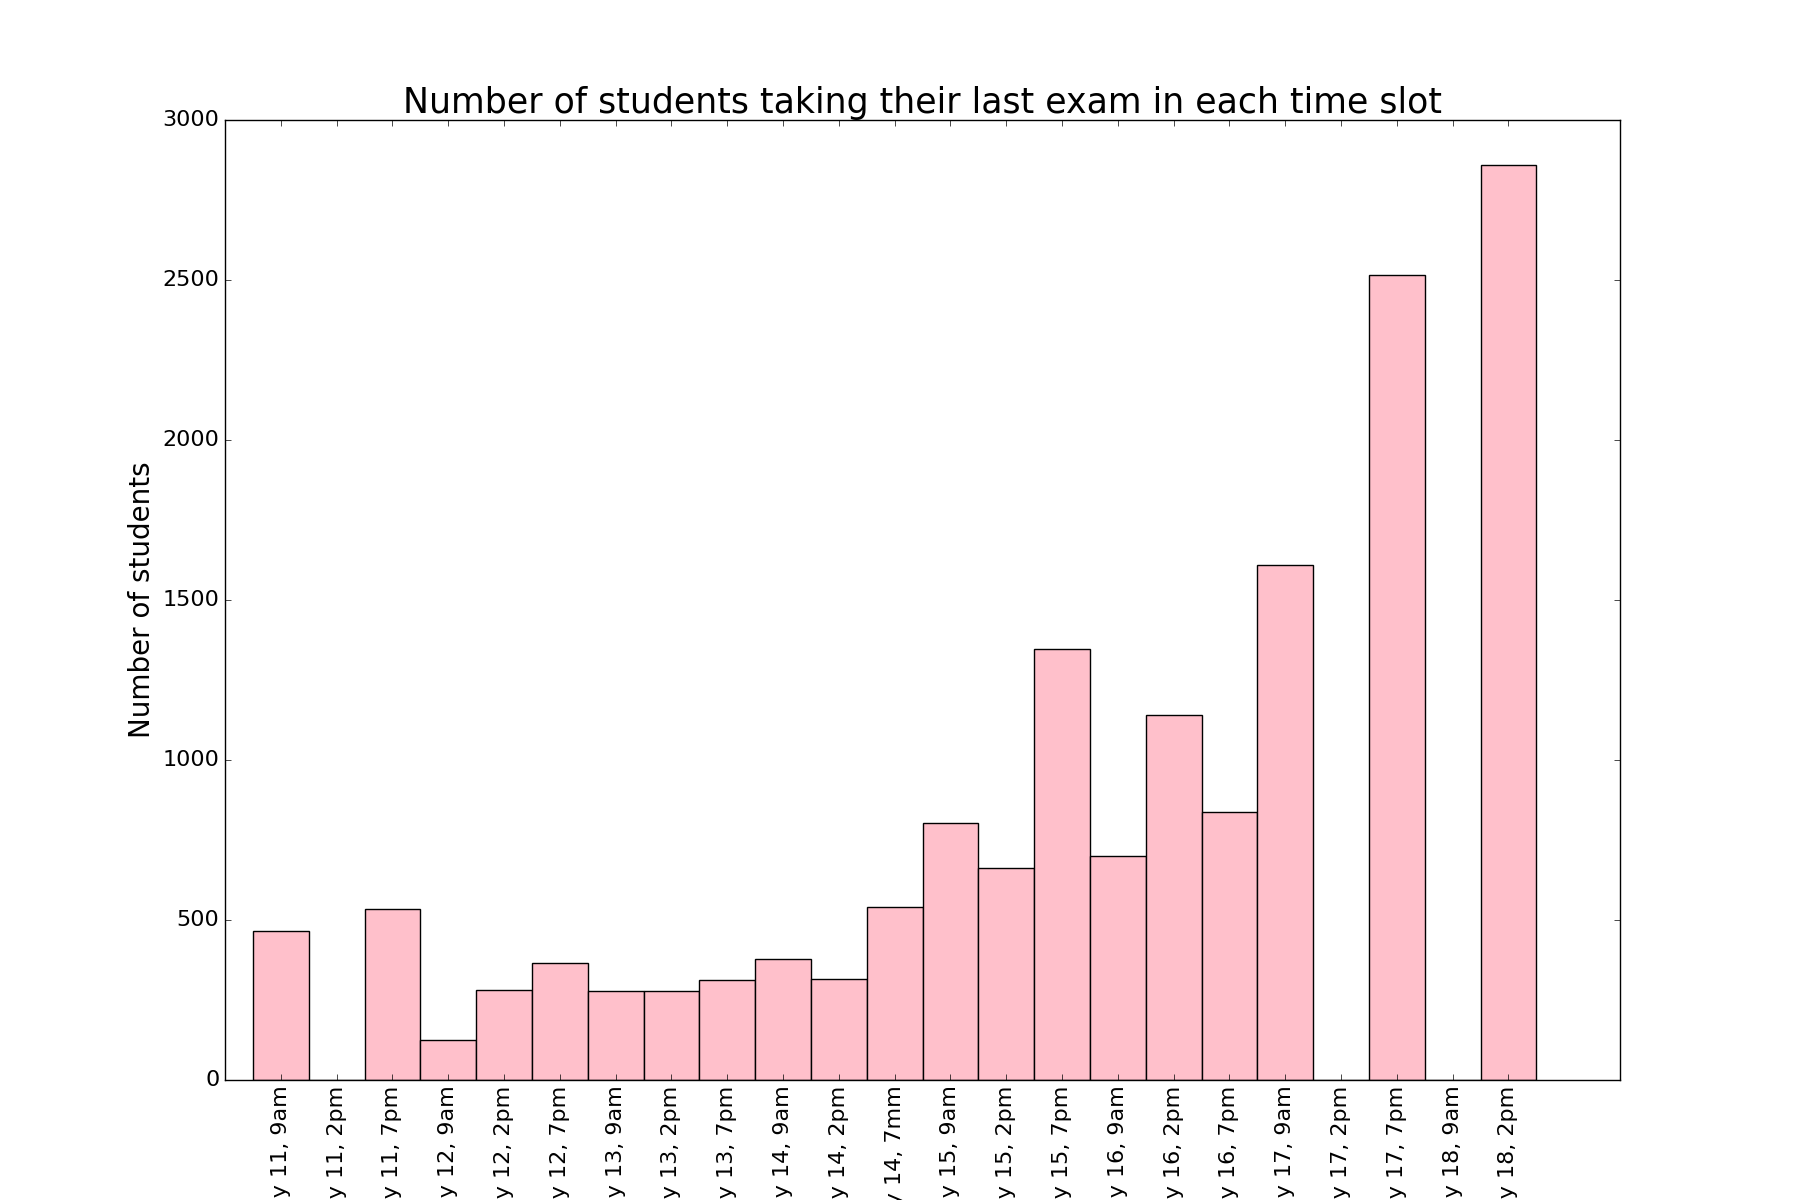 Number of students taking their last exam in each time slot
3000
2500
2000
1500
1000
500
0
Number of students
y 11, 9am
y 11, 2pm
y 11, 7pm
y 12, 9am
y 12, 2pm
y 12, 7pm
y 13, 9am
y 13, 2pm
y 13, 7pm
y 14, 9am
y 14, 2pm
y 14, 7mm
y 15, 9am
y 15, 2pm
y 15, 7pm
y 16, 9am
y 16, 2pm
y 16, 7pm
y 17, 9am
y 17, 2pm
y 17, 7pm
y 18, 9am
y 18, 2pm